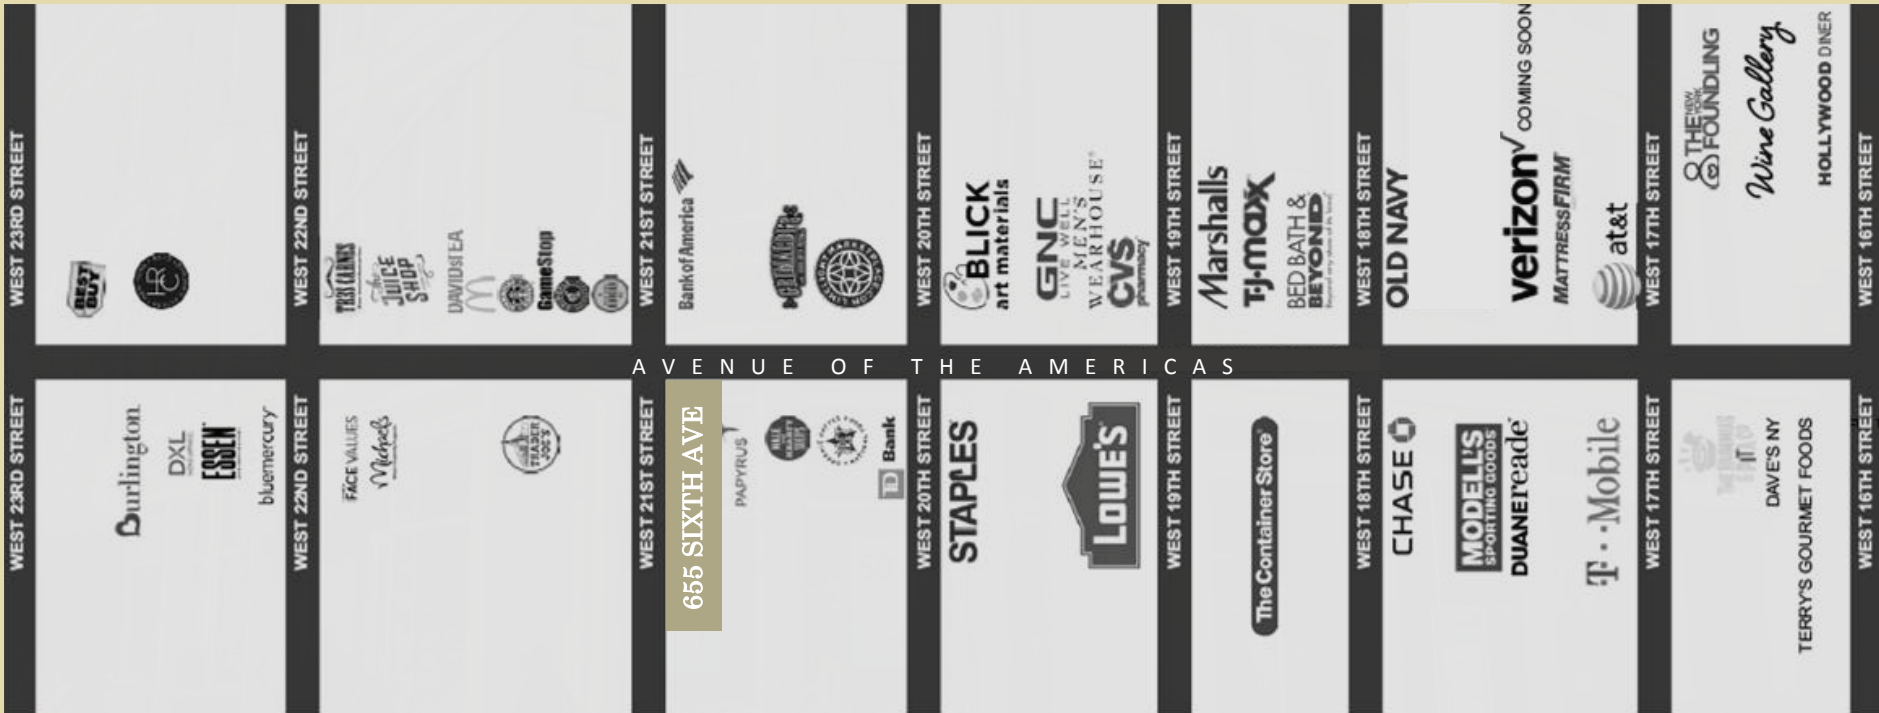 WEST 23RD STREET
BEST BUY
WEST 22ND STREET
TRES CARNES
THE JUICE SHOP
DAVIDsTEA
GameStop
WEST 21ST STREET
Bank of America
WEST 20TH STREET
BLICK
art materials
GNC
LIVE WELL
MEN'S
WEARHOUSE®
CVS
pharmacy
WEST 19TH STREET
Marshalls
T·J·maxx
BED BATH &
BEYOND
WEST 18TH STREET
OLD NAVY
verizon COMING SOON
MATTRESSFIRM
at&t
WEST 17TH STREET
THE NEW YORK
FOUNDLING
Wine Gallery
HOLLYWOOD DINER
WEST 16TH STREET
AVENUE OF THE AMERICAS
WEST 23RD STREET
Burlington
DXL
ESSEN
bluemercury
WEST 22ND STREET
FACE VALUES
Michaels
TRADER JOE'S
WEST 21ST STREET
655 SIXTH AVE
PAPYRUS
TD Bank
WEST 20TH STREET
STAPLES
LOWE'S
WEST 19TH STREET
The Container Store
WEST 18TH STREET
CHASE
MODELL'S
SPORTING GOODS
DUANEreade
T··Mobile
WEST 17TH STREET
DAVE'S NY
TERRY'S GOURMET FOODS
WEST 16TH STREET